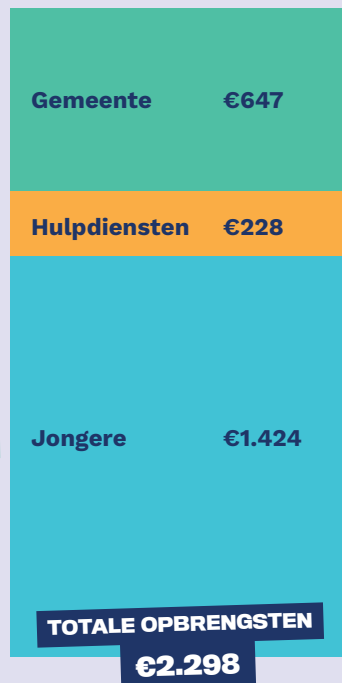 Gemeente €647
Hulpdiensten €228
Jongere €1.424
TOTALE OPBRENGSTEN
€2.298